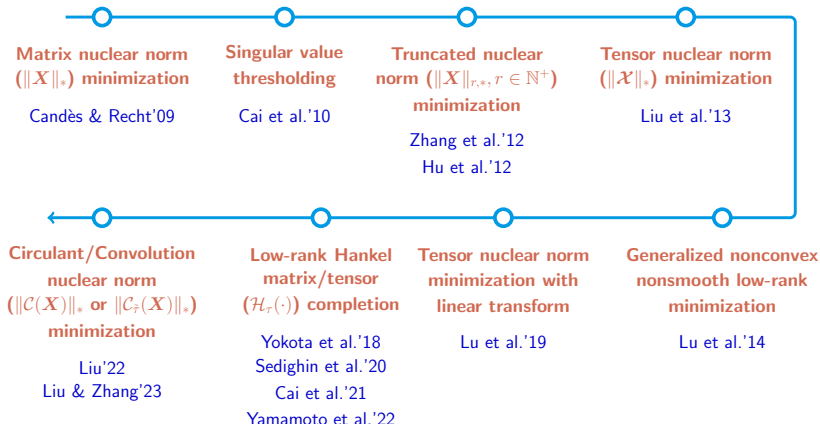 Matrix nuclear norm
(‖X‖∗) minimization
Candès & Recht'09
Singular value
thresholding
Cai et al.'10
Truncated nuclear
norm (‖X‖r,∗, r ∈ ℕ+)
minimization
Zhang et al.'12
Hu et al.'12
Tensor nuclear norm
(‖𝒳‖∗) minimization
Liu et al.'13
Circulant/Convolution
nuclear norm
(‖𝒞(X)‖∗ or ‖𝒞τ̃(X)‖∗)
minimization
Liu'22
Liu & Zhang'23
Low-rank Hankel
matrix/tensor
(ℋτ(·)) completion
Yokota et al.'18
Sedighin et al.'20
Cai et al.'21
Yamamoto et al.'22
Tensor nuclear norm
minimization with
linear transform
Lu et al.'19
Generalized nonconvex
nonsmooth low-rank
minimization
Lu et al.'14